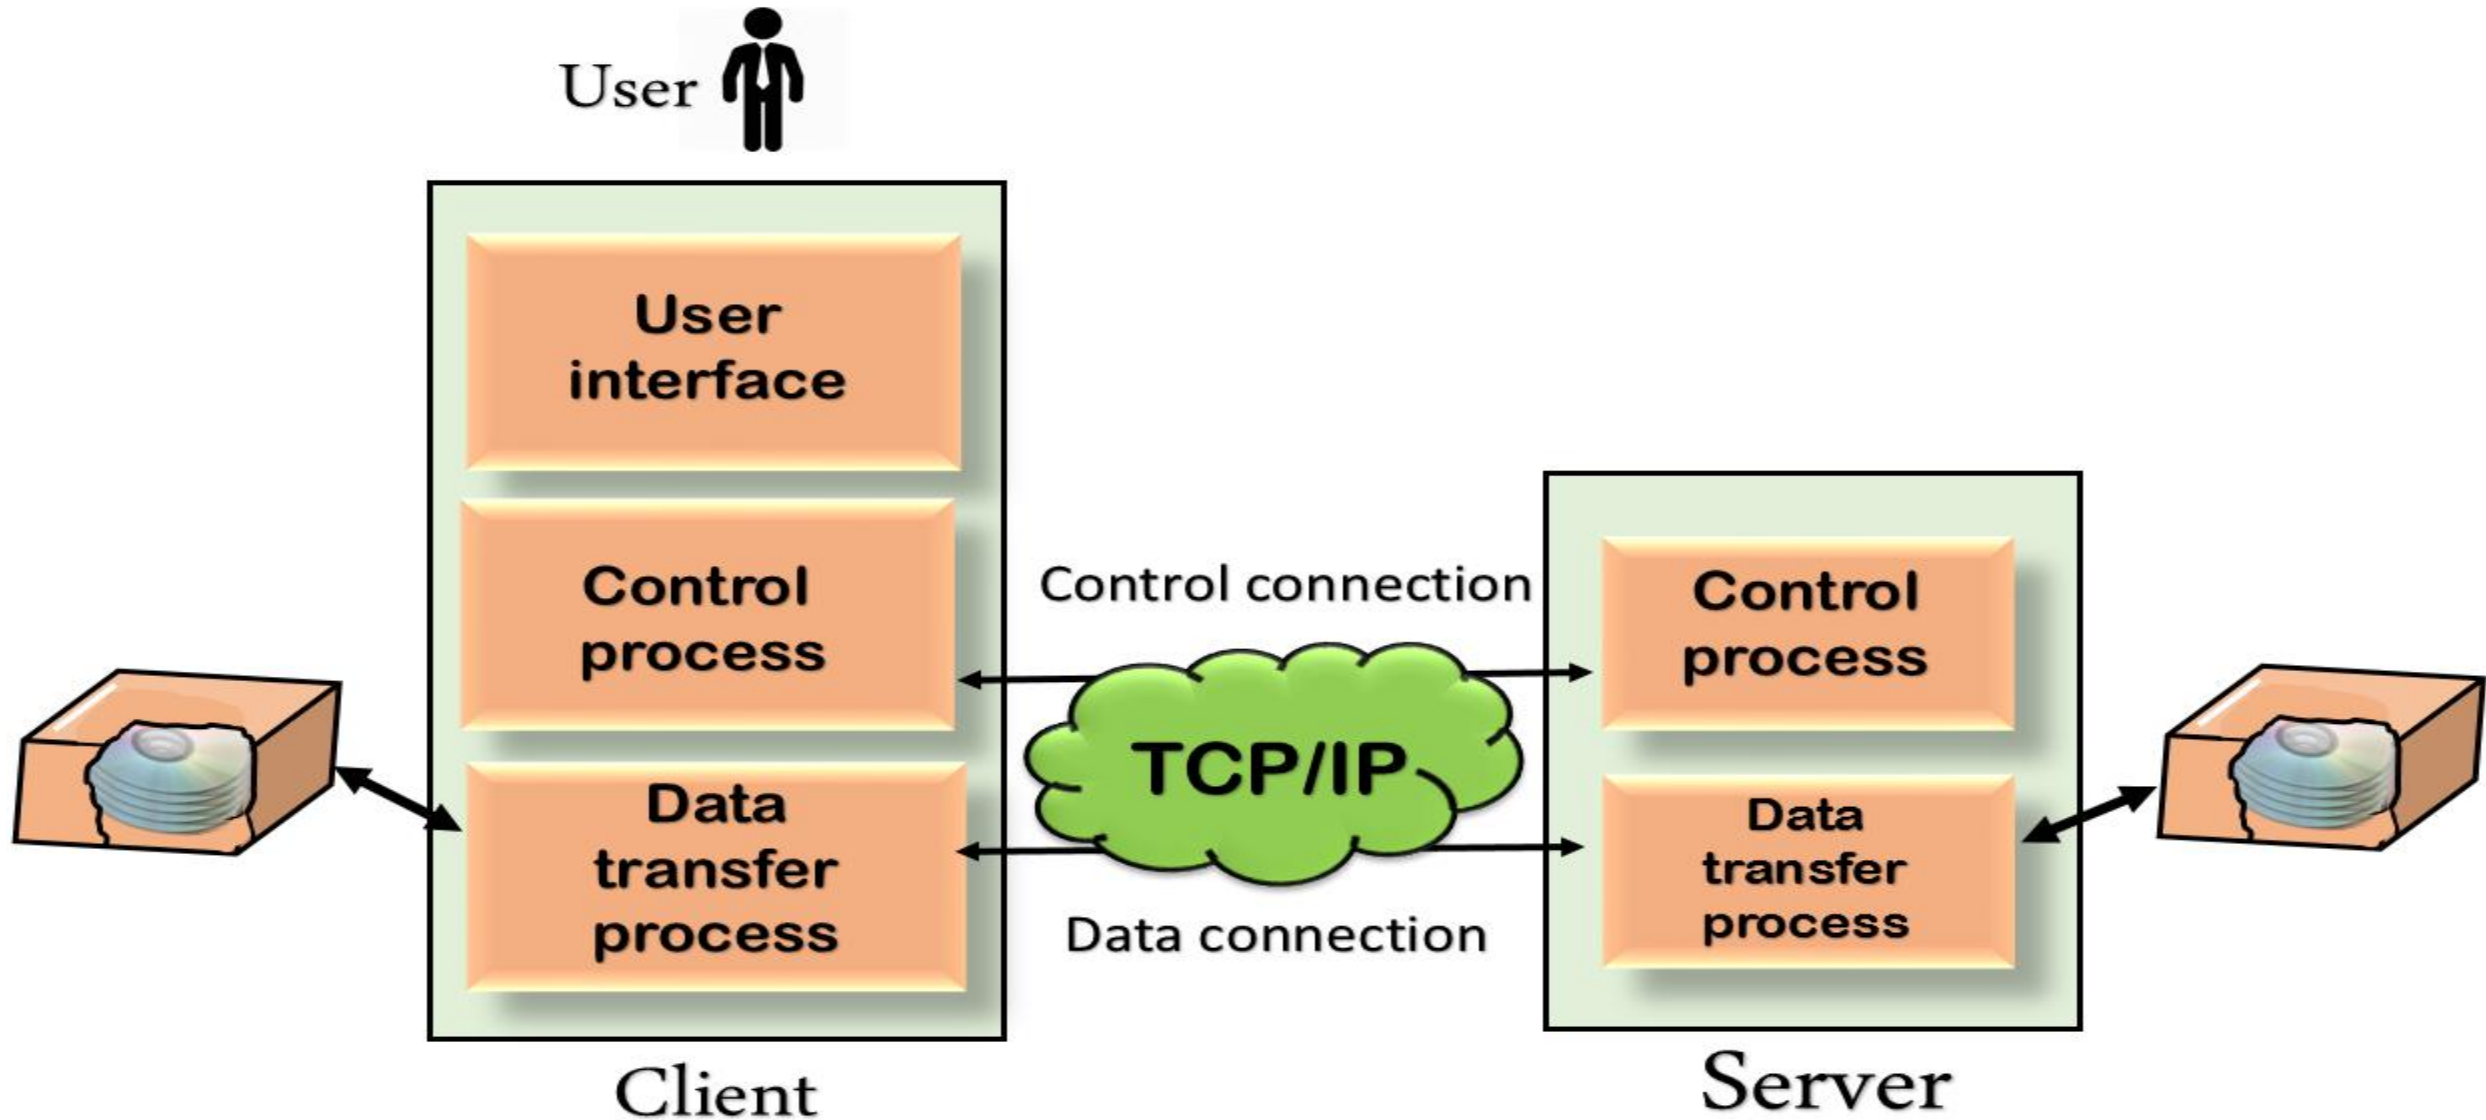 User
User
interface
Control
process
Data
transfer
process
Client
Control connection
TCP/IP
Data connection
Control
process
Data
transfer
process
Server